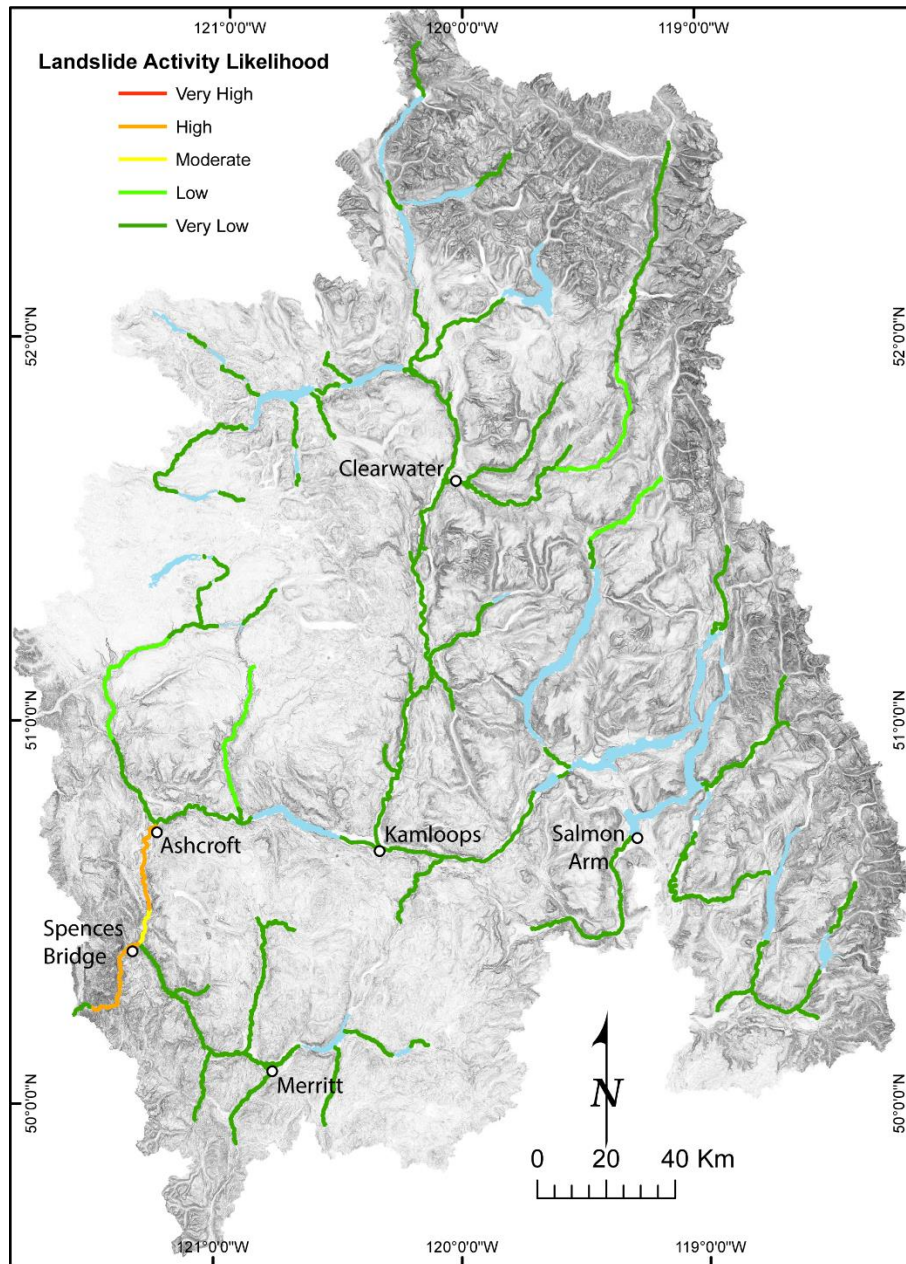 121°0'0"W
120°0'0"W
119°0'0"W
Landslide Activity Likelihood
Very High
High
Moderate
Low
Very Low
52°0'0"N
52°0'0"N
Clearwater
51°0'0"N
51°0'0"N
Ashcroft
Kamloops
Salmon
Arm
Spences
Bridge
Merritt
50°0'0"N
50°0'0"N
N
0 20 40 Km
121°0'0"W
120°0'0"W
119°0'0"W